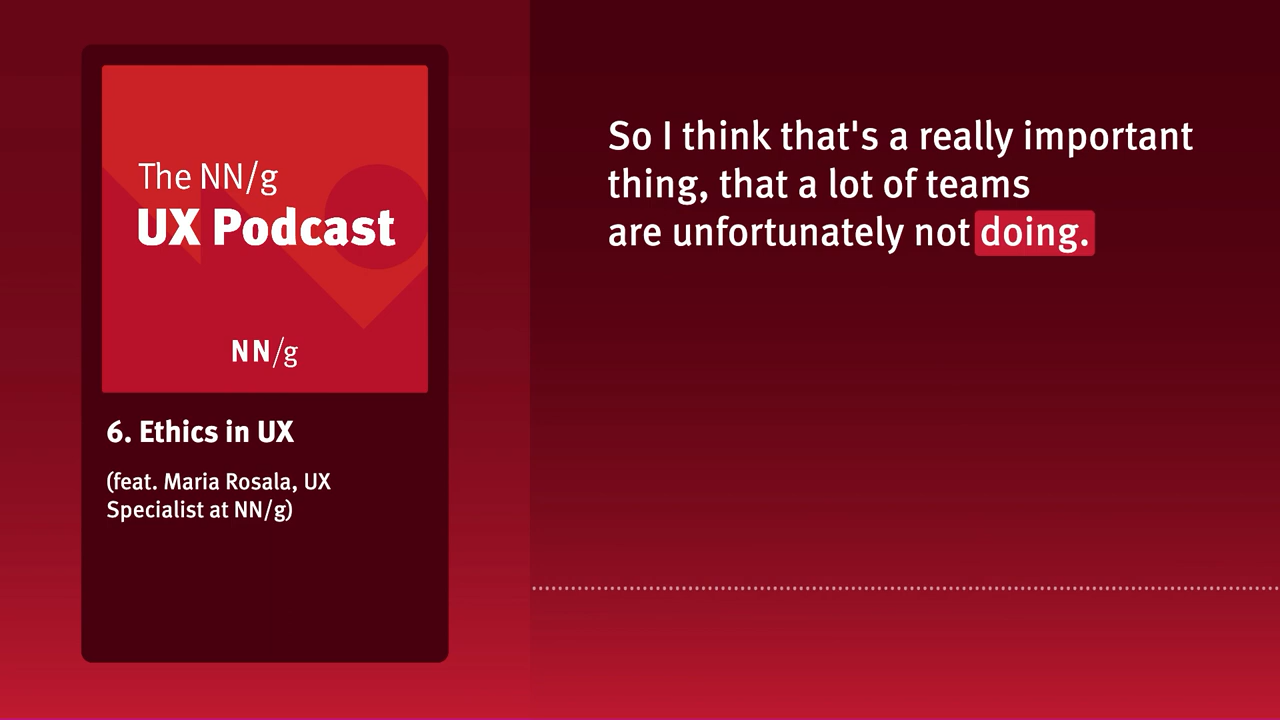 The NN/g
UX Podcast
NN/g
6. Ethics in UX
(feat. Maria Rosala, UX
Specialist at NN/g)
So I think that's a really important
thing, that a lot of teams
are unfortunately not doing.